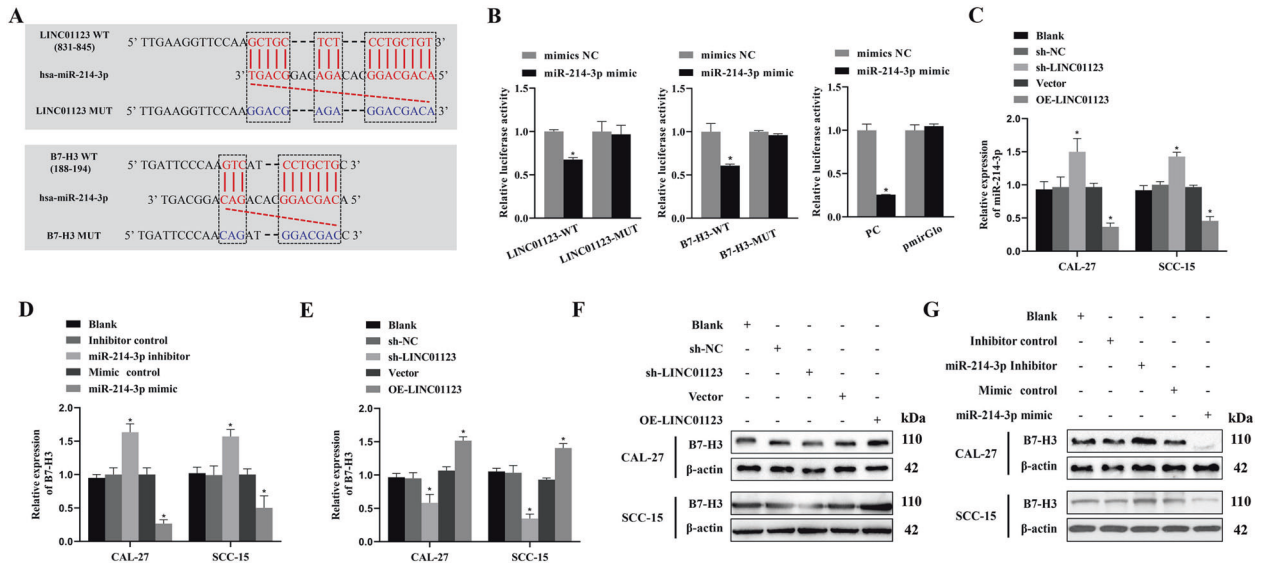 A
LINC01123 WT
(831-845)
5' TTGAAGGTTCCAAGCTGC---TCT---CCTGCTGT3'
hsa-miR-214-3p
3'TGACGGGACAGACACGGACGACA5'
LINC01123 MUT
5' TTGAAGGTTCCAAGGACG---AGA---GGACGACA3'
B7-H3 WT
(188-194)
5' TGATTCCCAAGTCAT--CCTGCTGC3'
hsa-miR-214-3p
3' TGACGGACAGACACGGACGACA5'
B7-H3 MUT
5' TGATTCCCAACAGAT--GGACGACC3'
B
mimics NC
miR-214-3p mimic
Relative luciferase activity
1.5
1.0
0.5
0.0
*
LINC01123-WT
LINC01123-MUT
mimics NC
miR-214-3p mimic
Relative luciferase activity
1.5
1.0
0.5
0.0
*
B7-H3-WT
B7-H3-MUT
mimics NC
miR-214-3p mimic
Relative luciferase activity
1.5
1.0
0.5
0.0
*
PC
pmirGlo
C
Blank
sh-NC
sh-LINC01123
Vector
OE-LINC01123
Relative expression
of miR-214-3p
2.0
1.5
1.0
0.5
0.0
* * * *
CAL-27 SCC-15
D
Blank
Inhibitor control
miR-214-3p inhibitor
Mimic control
miR-214-3p mimic
Relative expression
of B7-H3
2.0
1.5
1.0
0.5
0.0
* * * *
CAL-27 SCC-15
E
Blank
sh-NC
sh-LINC01123
Vector
OE-LINC01123
Relative expression
of B7-H3
2.0
1.5
1.0
0.5
0.0
* * * *
CAL-27 SCC-15
F
Blank + - - - -
sh-NC - + - - -
sh-LINC01123 - - + - -
Vector - - - + -
OE-LINC01123 - - - - + kDa
CAL-27
B7-H3 110
β-actin 42
SCC-15
B7-H3 110
β-actin 42
G
Blank + - - - -
Inhibitor control - + - - -
miR-214-3p Inhibitor - - + - -
Mimic control - - - + -
miR-214-3p mimic - - - - + kDa
CAL-27
B7-H3 110
β-actin 42
SCC-15
B7-H3 110
β-actin 42